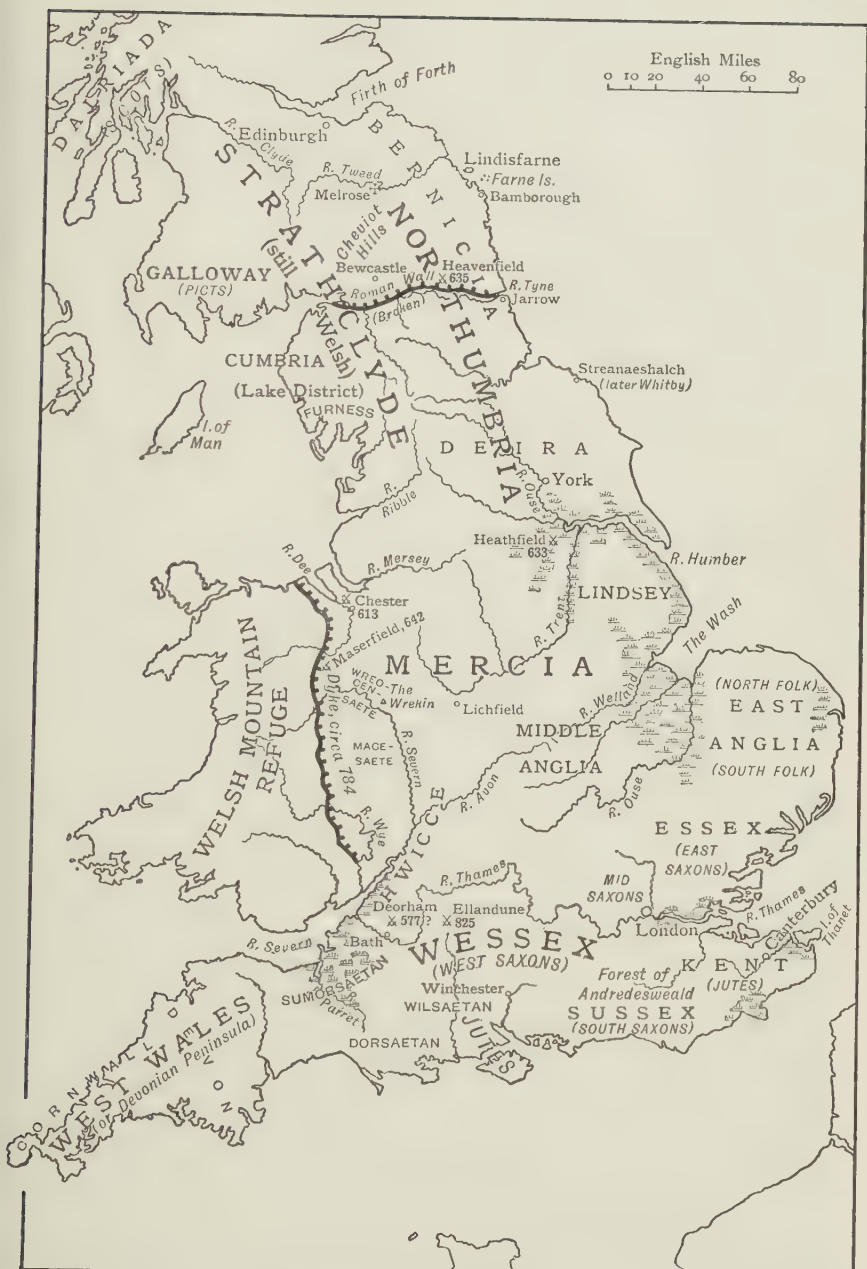 English Miles
0 10 20 40 60 80
DALRIADA
(SCOTS)
Firth of Forth
Edinburgh
R. Clyde
BERNICIA
Lindisfarne
Farne Is.
Bamborough
R. Tweed
Melrose
STRATHCLYDE
(still Welsh)
Cheviot
Hills
NORTHUMBRIA
GALLOWAY
(PICTS)
Bewcastle
Heavenfield
635
Roman Wall
(Broken)
R. Tyne
Jarrow
CUMBRIA
(Lake District)
FURNESS
I. of
Man
Streanaeshalch
(later Whitby)
DEIRA
York
R. Ouse
R.
Ribble
Heathfield
633
R. Humber
R. Mersey
R. Dee
Chester
613
LINDSEY
R. Trent
The Wash
Maserfield, 642
MERCIA
WREO-
CEN-
SAETE
The
Wrekin
Lichfield
WELSH MOUNTAIN
REFUGE
Dyke, circa 784
MAGE-
SAETE
R. Severn
R. Welland
MIDDLE
ANGLIA
(NORTH FOLK)
EAST
ANGLIA
(SOUTH FOLK)
R. Avon
R. Ouse
R. Wye
HWICCE
ESSEX
(EAST
SAXONS)
MID
SAXONS
R. Thames
London
R. Thames
Canterbury
I. of
Thanet
Deorham
577?
Ellandune
825
R. Severn
Bath
WESSEX
(WEST SAXONS)
KENT
(JUTES)
Forest of
Andredesweald
SUMORSAETAN
R. Parret
Winchester
WILSAETAN
SUSSEX
(SOUTH SAXONS)
DORSAETAN
JUTES
CORNWALL
DEVON
WEST WALES
(or Devonian Peninsula)